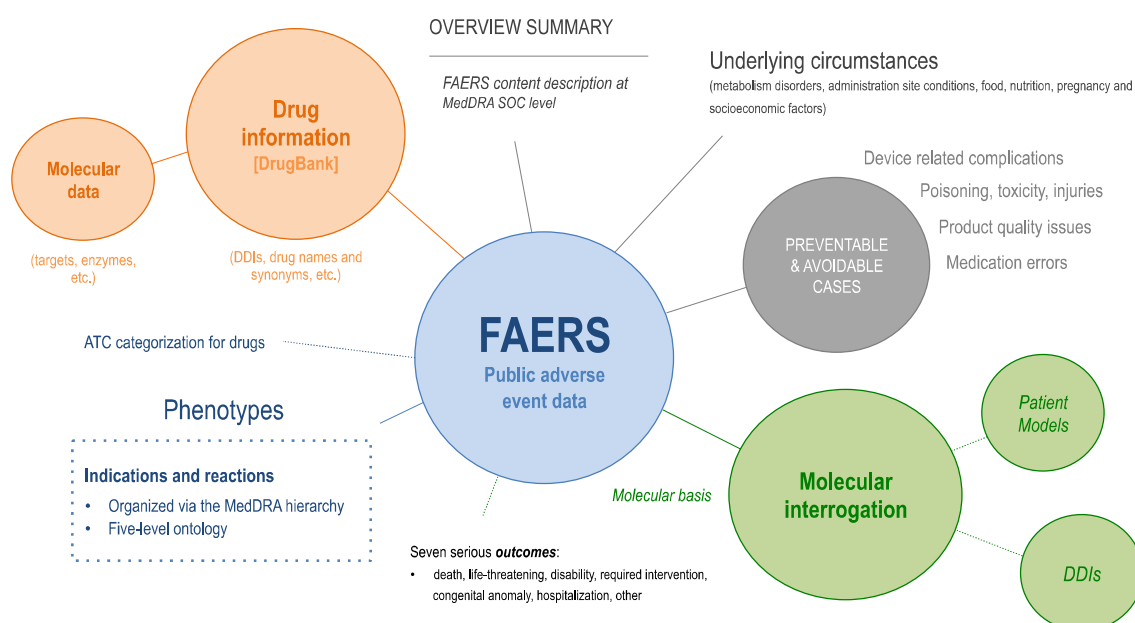 OVERVIEW SUMMARY
FAERS content description at
MedDRA SOC level
Underlying circumstances
(metabolism disorders, administration site conditions, food, nutrition, pregnancy and
socioeconomic factors)
Drug
information
[DrugBank]
(DDIs, drug names and
synonyms, etc.)
Molecular
data
(targets, enzymes,
etc.)
Device related complications
Poisoning, toxicity, injuries
Product quality issues
Medication errors
PREVENTABLE
& AVOIDABLE
CASES
FAERS
Public adverse
event data
ATC categorization for drugs
Phenotypes
Indications and reactions
• Organized via the MedDRA hierarchy
• Five-level ontology
Molecular basis
Molecular
interrogation
Patient
Models
DDIs
Seven serious outcomes:
• death, life-threatening, disability, required intervention,
congenital anomaly, hospitalization, other